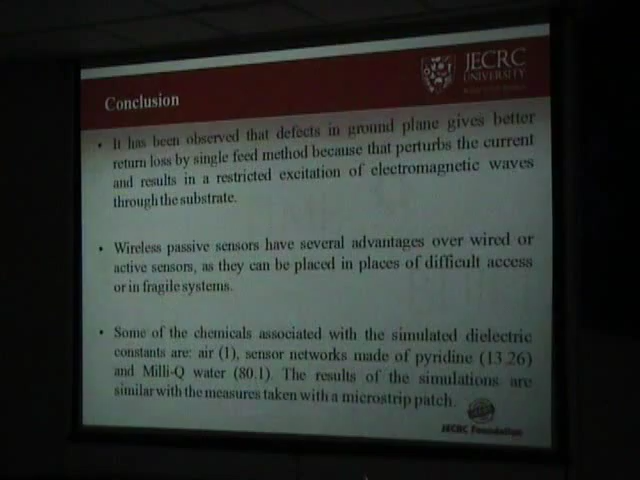 JECRC
UNIVERSITY
Conclusion
• It has been observed that defects in ground plane gives better
return loss by single feed method because that perturbs the current
and results in a restricted excitation of electromagnetic waves
through the substrate.
• Wireless passive sensors have several advantages over wired or
active sensors, as they can be placed in places of difficult access
or in fragile systems.
• Some of the chemicals associated with the simulated dielectric
constants are: air (1), sensor networks made of pyridine (13.26)
and Milli-Q water (80.1). The results of the simulations are
similar with the measures taken with a microstrip patch.
JECRC Foundation